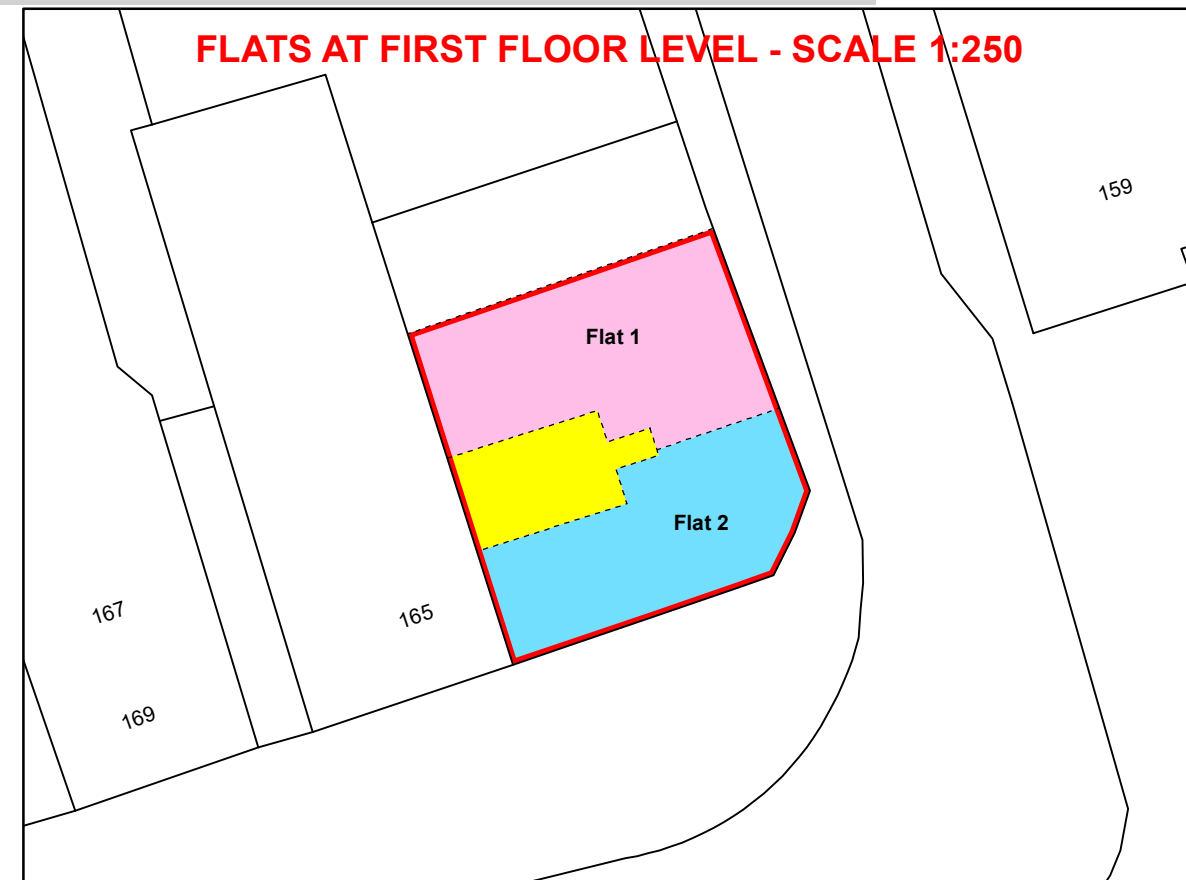 FLATS AT FIRST FLOOR LEVEL - SCALE 1:250
159
Flat 1
Flat 2
167
165
169